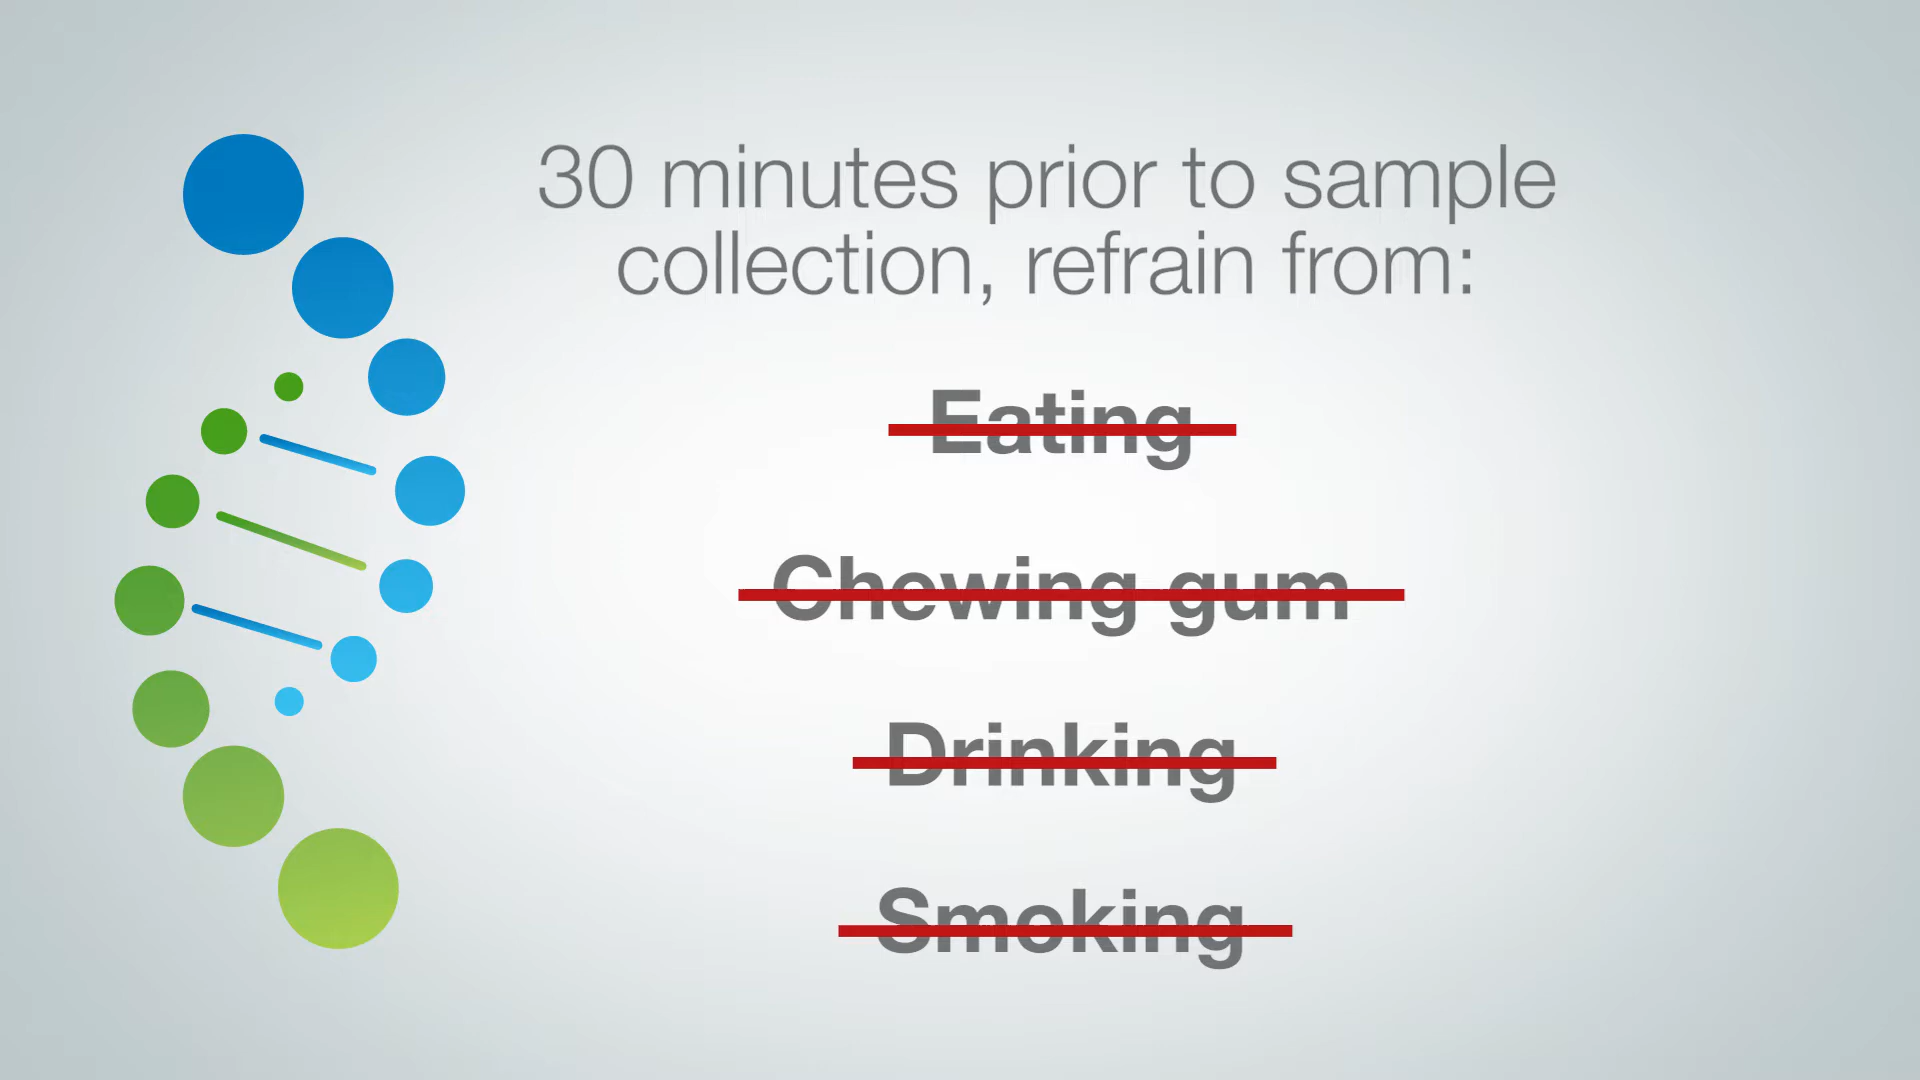 30 minutes prior to sample
collection, refrain from:
Eating
Chewing gum
Drinking
Smoking